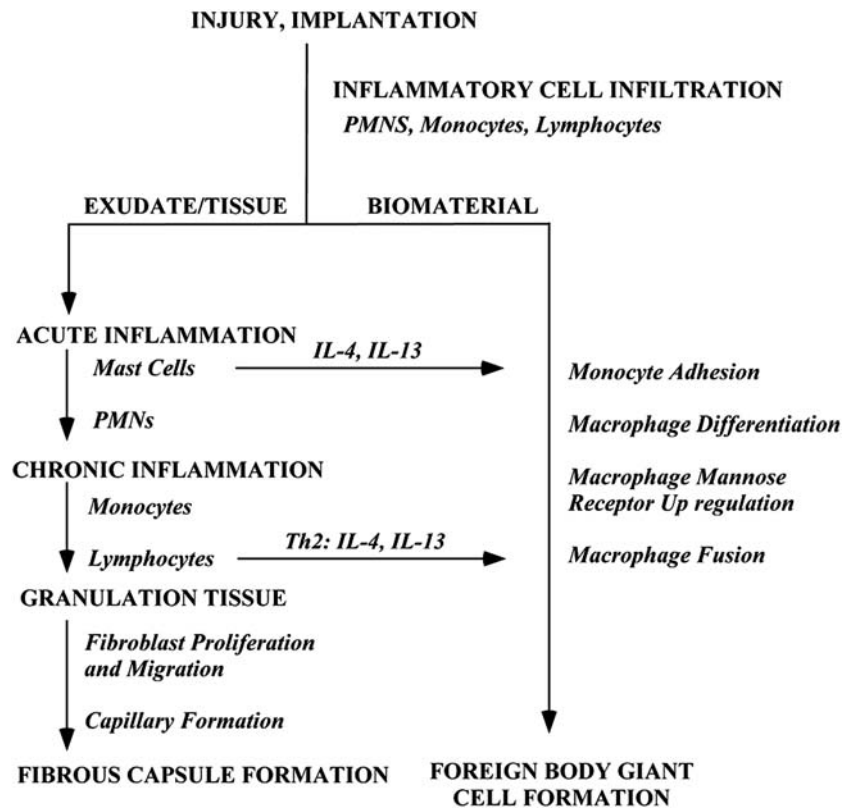 INJURY, IMPLANTATION
INFLAMMATORY CELL INFILTRATION
PMNS, Monocytes, Lymphocytes
EXUDATE/TISSUE
BIOMATERIAL
ACUTE INFLAMMATION
Mast Cells
IL-4, IL-13
PMNs
CHRONIC INFLAMMATION
Monocytes
Lymphocytes
Th2: IL-4, IL-13
GRANULATION TISSUE
Fibroblast Proliferation
and Migration
Capillary Formation
FIBROUS CAPSULE FORMATION
Monocyte Adhesion
Macrophage Differentiation
Macrophage Mannose
Receptor Up regulation
Macrophage Fusion
FOREIGN BODY GIANT
CELL FORMATION